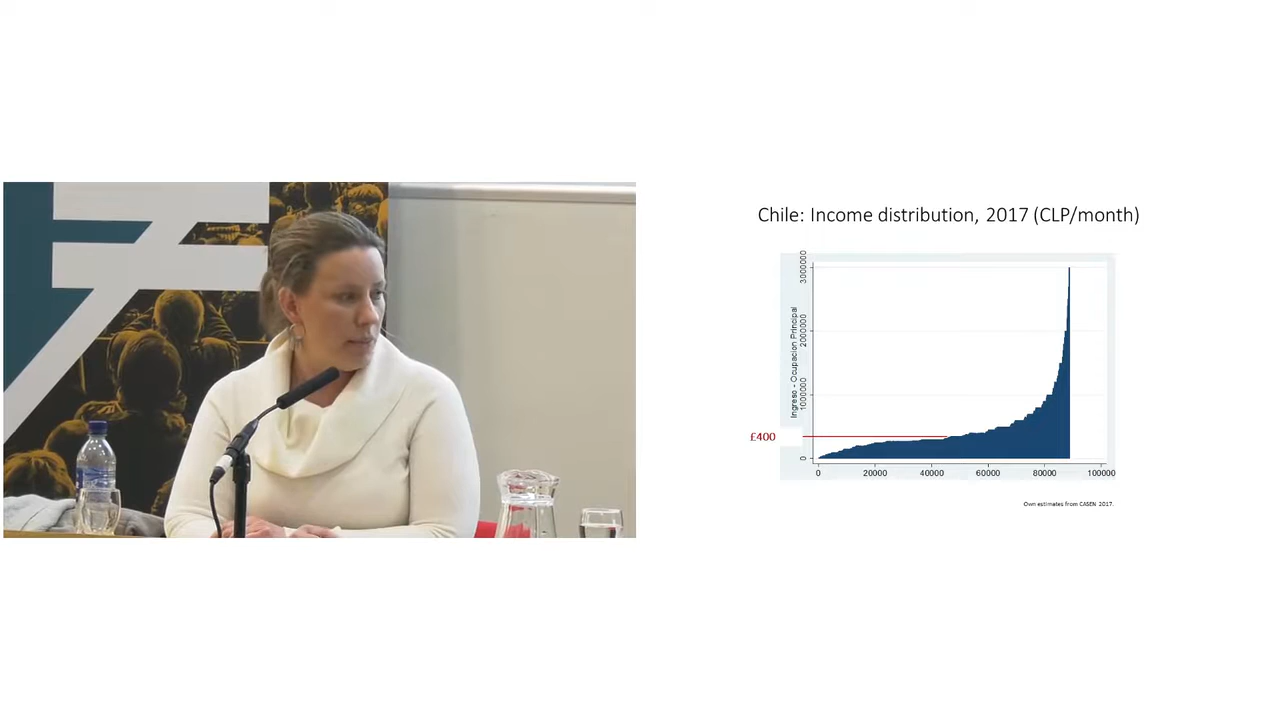 Chile: Income distribution, 2017 (CLP/month)
Ingreso - Ocupacion Principal
3000000
2000000
1000000
0
£400
0 20000 40000 60000 80000 100000
Own estimates from CASEN 2017.